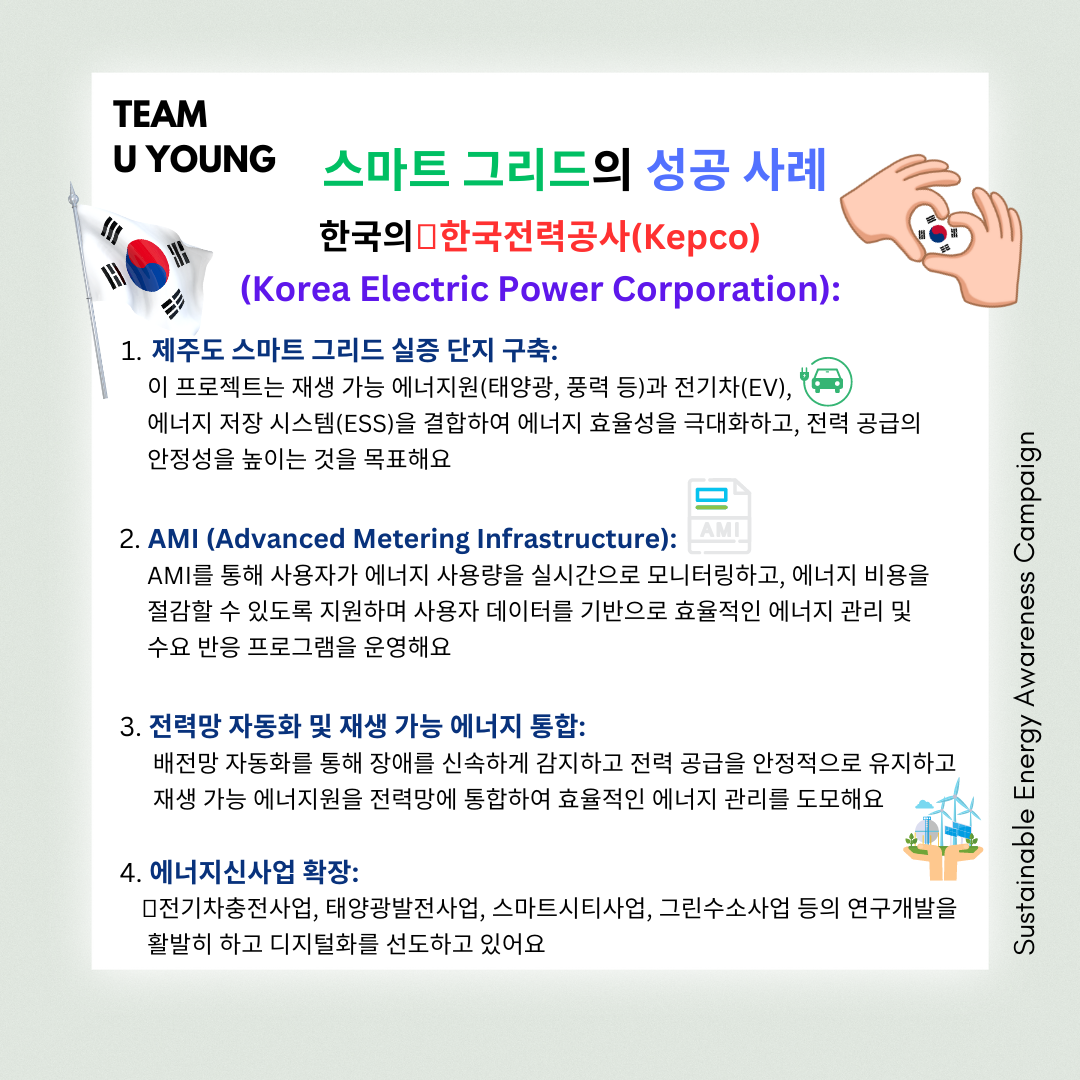 TEAM
U YOUNG
스마트 그리드의 성공 사례
한국의 한국전력공사(Kepco)
(Korea Electric Power Corporation):
1. 제주도 스마트 그리드 실증 단지 구축:
이 프로젝트는 재생 가능 에너지원(태양광, 풍력 등)과 전기차(EV),
에너지 저장 시스템(ESS)을 결합하여 에너지 효율성을 극대화하고, 전력 공급의
안정성을 높이는 것을 목표해요
AMI
2. AMI (Advanced Metering Infrastructure):
AMI를 통해 사용자가 에너지 사용량을 실시간으로 모니터링하고, 에너지 비용을
절감할 수 있도록 지원하며 사용자 데이터를 기반으로 효율적인 에너지 관리 및
수요 반응 프로그램을 운영해요
3. 전력망 자동화 및 재생 가능 에너지 통합:
배전망 자동화를 통해 장애를 신속하게 감지하고 전력 공급을 안정적으로 유지하고
재생 가능 에너지원을 전력망에 통합하여 효율적인 에너지 관리를 도모해요
4. 에너지신사업 확장:
전기차충전사업, 태양광발전사업, 스마트시티사업, 그린수소사업 등의 연구개발을
활발히 하고 디지털화를 선도하고 있어요
Sustainable Energy Awareness Campaign